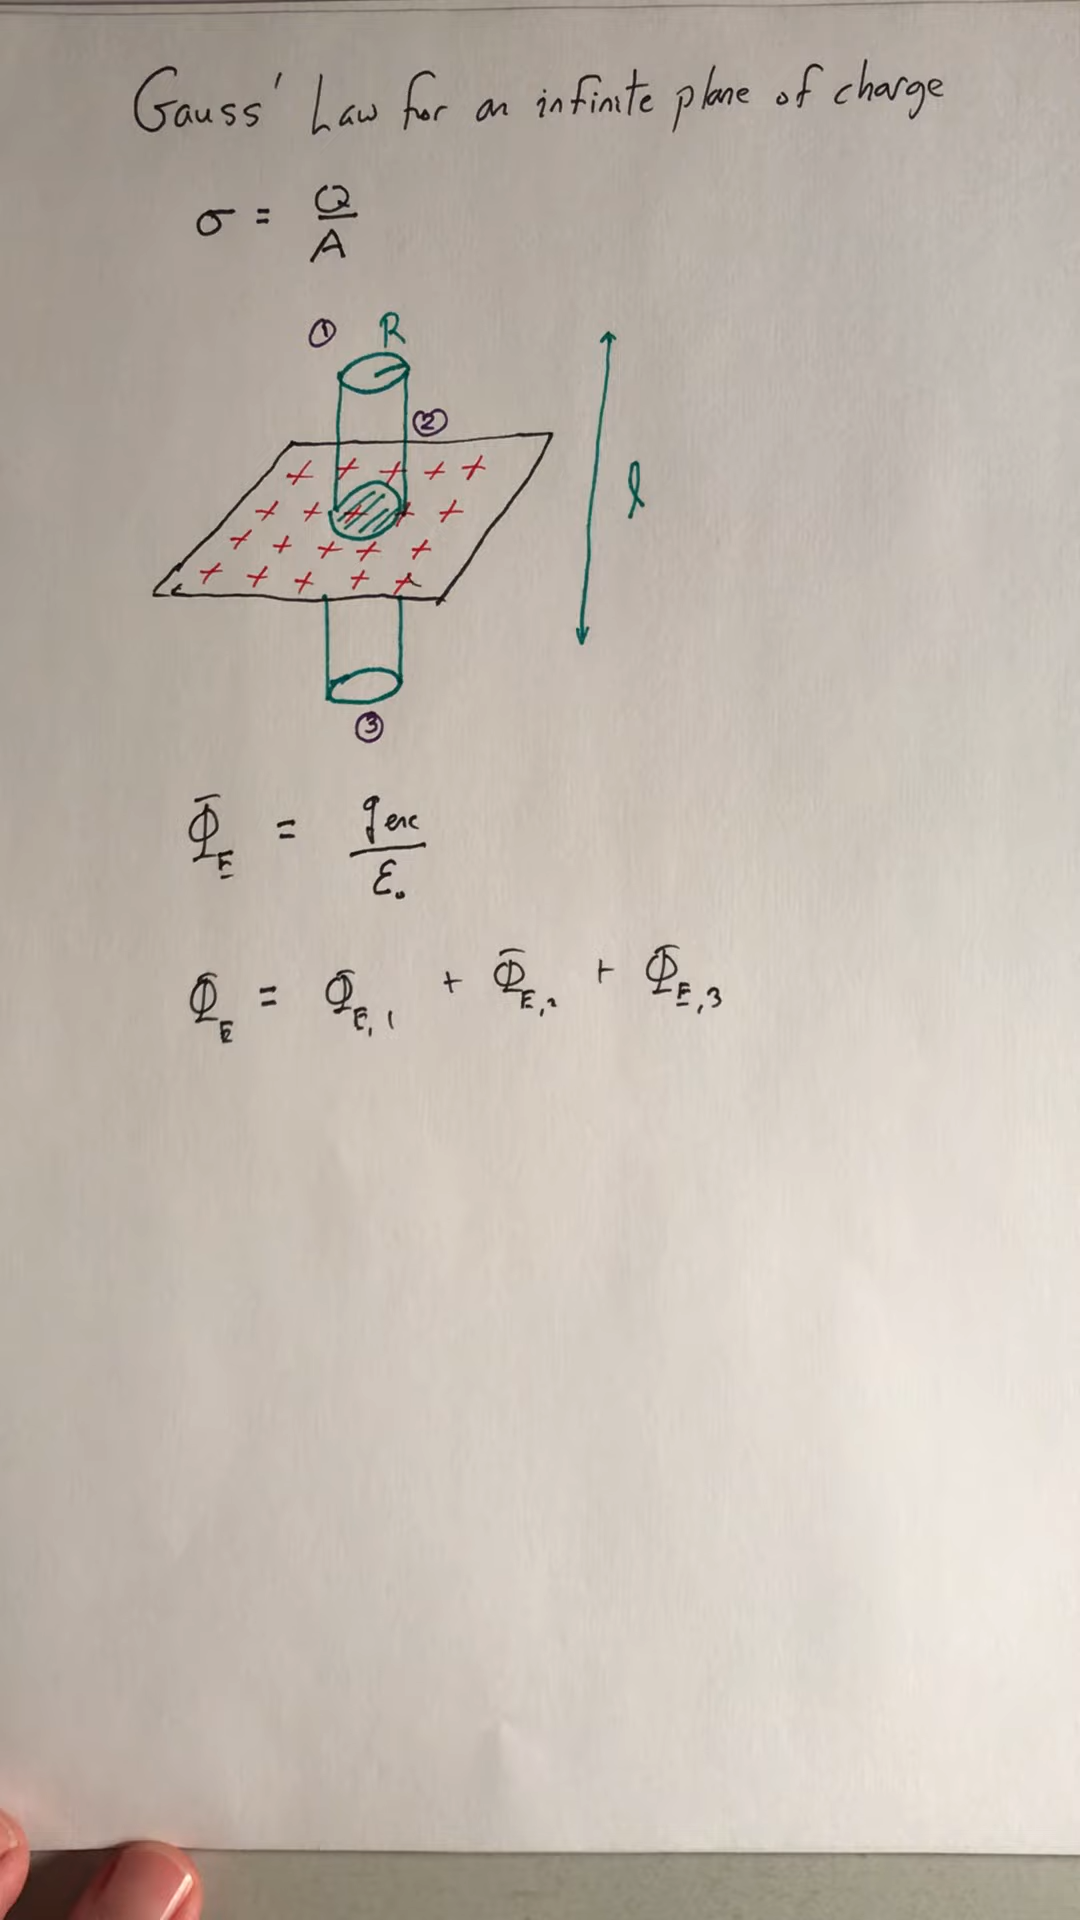 Gauss' Law for an infinite plane of charge
σ = Q/A
① R
②
l
③
Φ_E = q_enc/ε₀
Φ_E = Φ_E,1 + Φ_E,2 + Φ_E,3